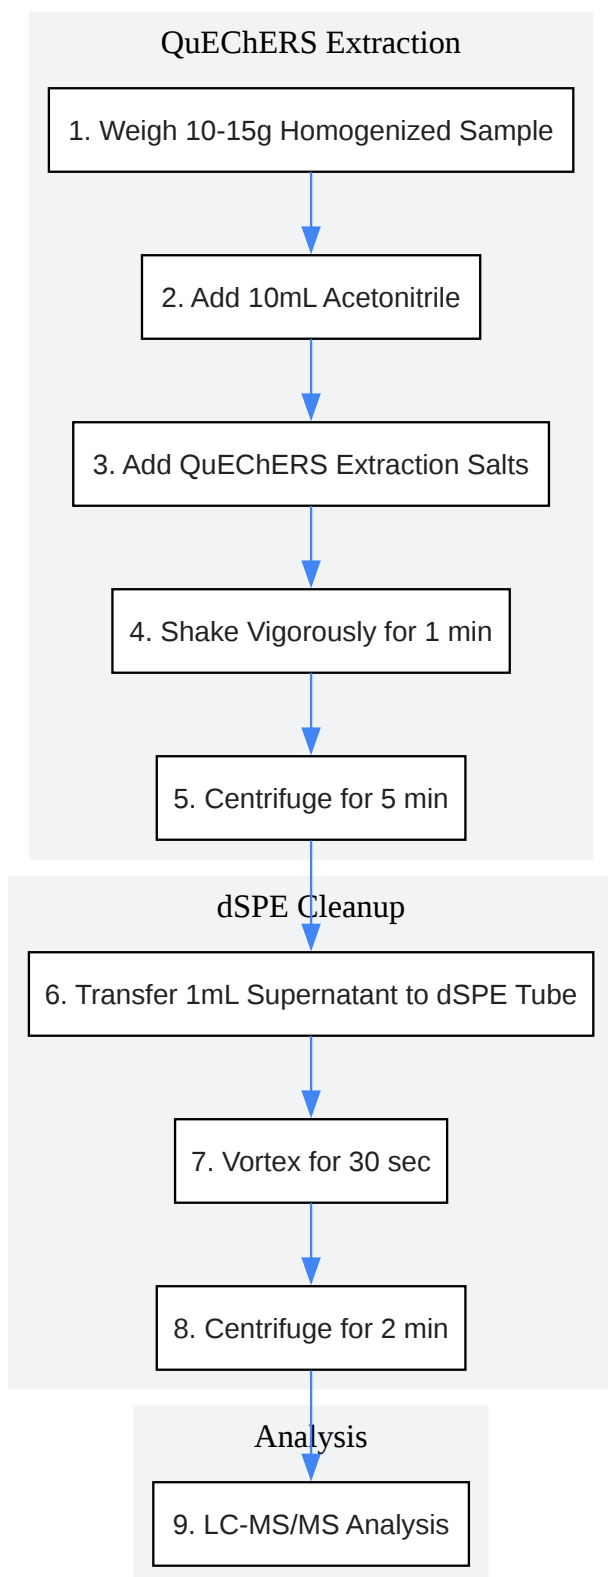 QuEChERS Extraction
1. Weigh 10-15g Homogenized Sample
2. Add 10mL Acetonitrile
3. Add QuEChERS Extraction Salts
4. Shake Vigorously for 1 min
5. Centrifuge for 5 min
dSPE Cleanup
6. Transfer 1mL Supernatant to dSPE Tube
7. Vortex for 30 sec
8. Centrifuge for 2 min
Analysis
9. LC-MS/MS Analysis